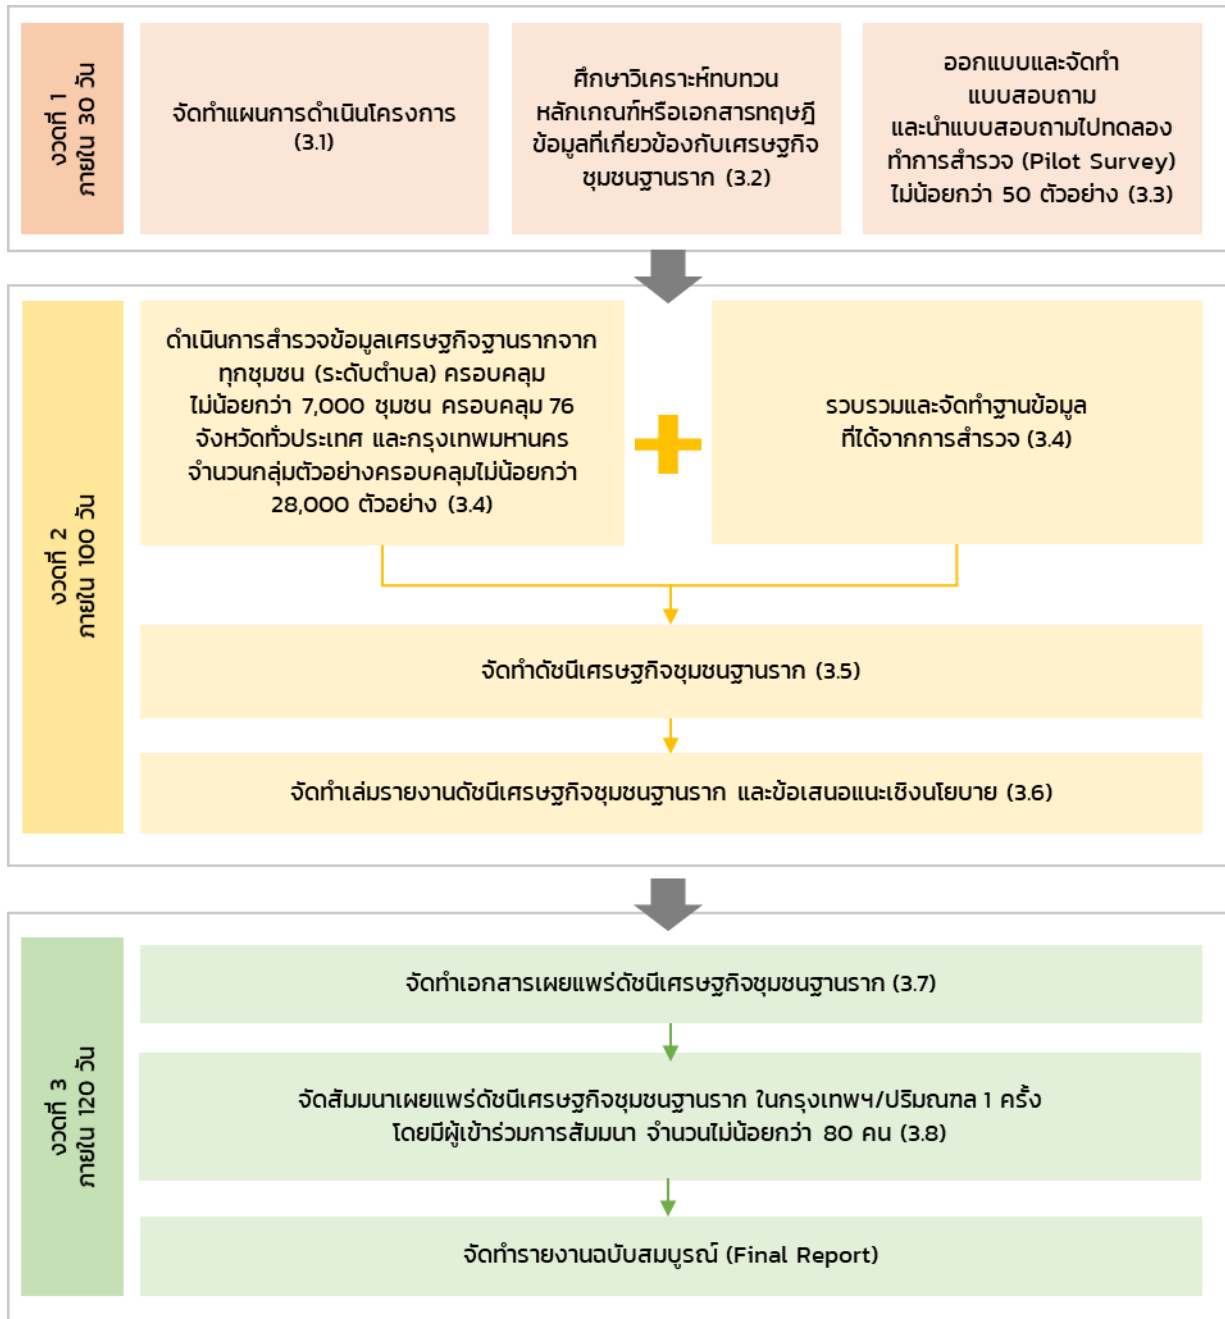 งวดที่ 1
ภายใน 30 วัน
จัดทำแผนการดำเนินโครงการ
(3.1)
ศึกษาวิเคราะห์ทบทวน
หลักเกณฑ์หรือเอกสารทฤษฎี
ข้อมูลที่เกี่ยวข้องกับเศรษฐกิจ
ชุมชนฐานราก (3.2)
ออกแบบและจัดทำ
แบบสอบถาม
และนำแบบสอบถามไปทดลอง
ทำการสำรวจ (Pilot Survey)
ไม่น้อยกว่า 50 ตัวอย่าง (3.3)
งวดที่ 2
ภายใน 100 วัน
ดำเนินการสำรวจข้อมูลเศรษฐกิจฐานรากจาก
ทุกชุมชน (ระดับตำบล) ครอบคลุม
ไม่น้อยกว่า 7,000 ชุมชน ครอบคลุม 76
จังหวัดทั่วประเทศ และกรุงเทพมหานคร
จำนวนกลุ่มตัวอย่างครอบคลุมไม่น้อยกว่า
28,000 ตัวอย่าง (3.4)
รวบรวมและจัดทำฐานข้อมูล
ที่ได้จากการสำรวจ (3.4)
จัดทำดัชนีเศรษฐกิจชุมชนฐานราก (3.5)
จัดทำเล่มรายงานดัชนีเศรษฐกิจชุมชนฐานราก และข้อเสนอแนะเชิงนโยบาย (3.6)
งวดที่ 3
ภายใน 120 วัน
จัดทำเอกสารเผยแพร่ดัชนีเศรษฐกิจชุมชนฐานราก (3.7)
จัดสัมมนาเผยแพร่ดัชนีเศรษฐกิจชุมชนฐานราก ในกรุงเทพฯ/ปริมณฑล 1 ครั้ง
โดยมีผู้เข้าร่วมการสัมมนา จำนวนไม่น้อยกว่า 80 คน (3.8)
จัดทำรายงานฉบับสมบูรณ์ (Final Report)